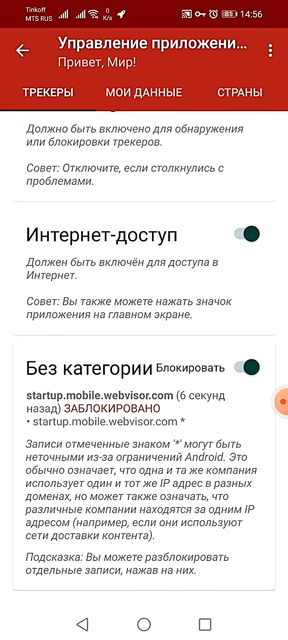 Tinkoff
MTS RUS
0
K/s
81
14:56
Управление приложени...
Привет, Мир!
ТРЕКЕРЫ
МОИ ДАННЫЕ
СТРАНЫ
Должно быть включено для обнаружения
или блокировки трекеров.
Совет: Отключите, если столкнулись с
проблемами.
Интернет-доступ
Должен быть включён для доступа в
Интернет.
Совет: Вы также можете нажать значок
приложения на главном экране.
Без категории Блокировать
startup.mobile.webvisor.com (6 секунд
назад) ЗАБЛОКИРОВАНО
• startup.mobile.webvisor.com *
Записи отмеченные знаком '*' могут быть
неточными из-за ограничений Android. Это
обычно означает, что одна и та же компания
использует один и тот же IP адрес в разных
доменах, но может также означать, что
различные компании находятся за одним IP
адресом (например, если они используют
сети доставки контента).
Подсказка: Вы можете разблокировать
отдельные записи, нажав на них.